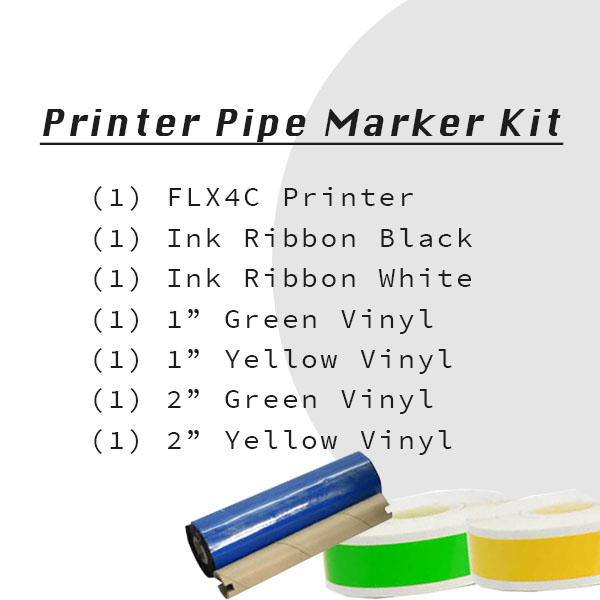 Printer Pipe Marker Kit
(1) FLX4C Printer
(1) Ink Ribbon Black
(1) Ink Ribbon White
(1) 1” Green Vinyl
(1) 1” Yellow Vinyl
(1) 2” Green Vinyl
(1) 2” Yellow Vinyl